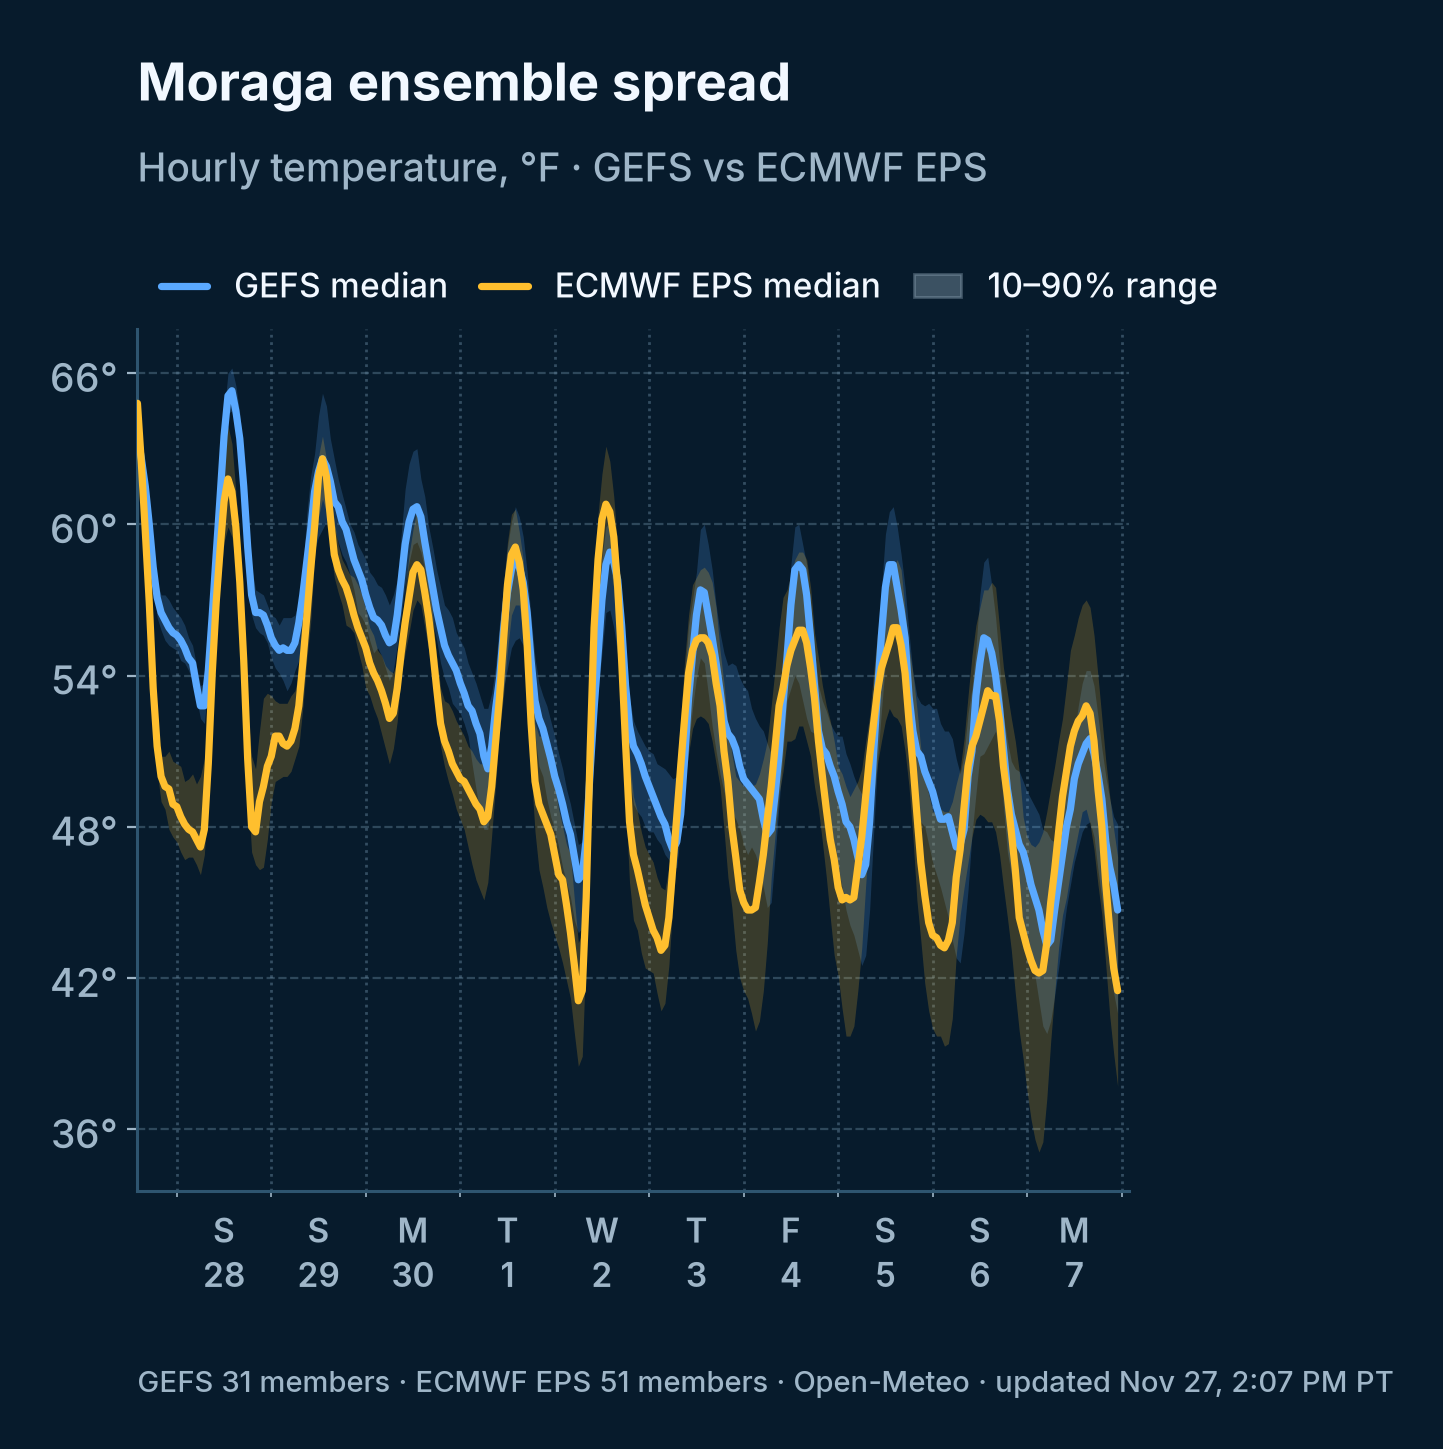 Moraga ensemble spread
Hourly temperature, °F · GEFS vs ECMWF EPS
GEFS median ECMWF EPS median 10–90% range
66°
60°
54°
48°
42°
36°
S S M T W T F S S M
28 29 30 1 2 3 4 5 6 7
GEFS 31 members · ECMWF EPS 51 members · Open-Meteo · updated Nov 27, 2:07 PM PT